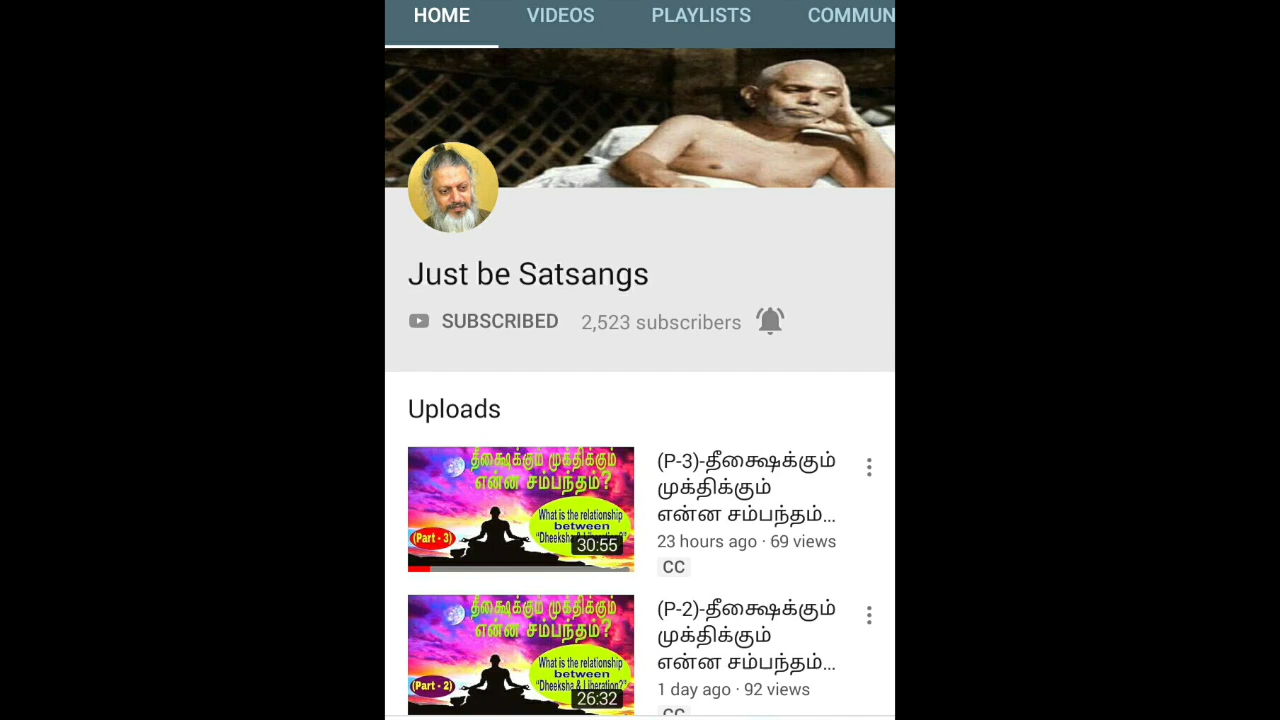 HOME VIDEOS PLAYLISTS COMMUN
Just be Satsangs
SUBSCRIBED 2,523 subscribers
Uploads
தீக்ஷைக்கும் முக்திக்கும்
என்ன சம்பந்தம்?
What is the relationship
between
"Dheeksha & Liberation?"
(Part - 3)
30:55
(P-3)-தீக்ஷைக்கும்
முக்திக்கும்
என்ன சம்பந்தம்...
23 hours ago · 69 views
CC
தீக்ஷைக்கும் முக்திக்கும்
என்ன சம்பந்தம்?
What is the relationship
between
"Dheeksha & Liberation?"
(Part - 2)
26:32
(P-2)-தீக்ஷைக்கும்
முக்திக்கும்
என்ன சம்பந்தம்...
1 day ago · 92 views
CC